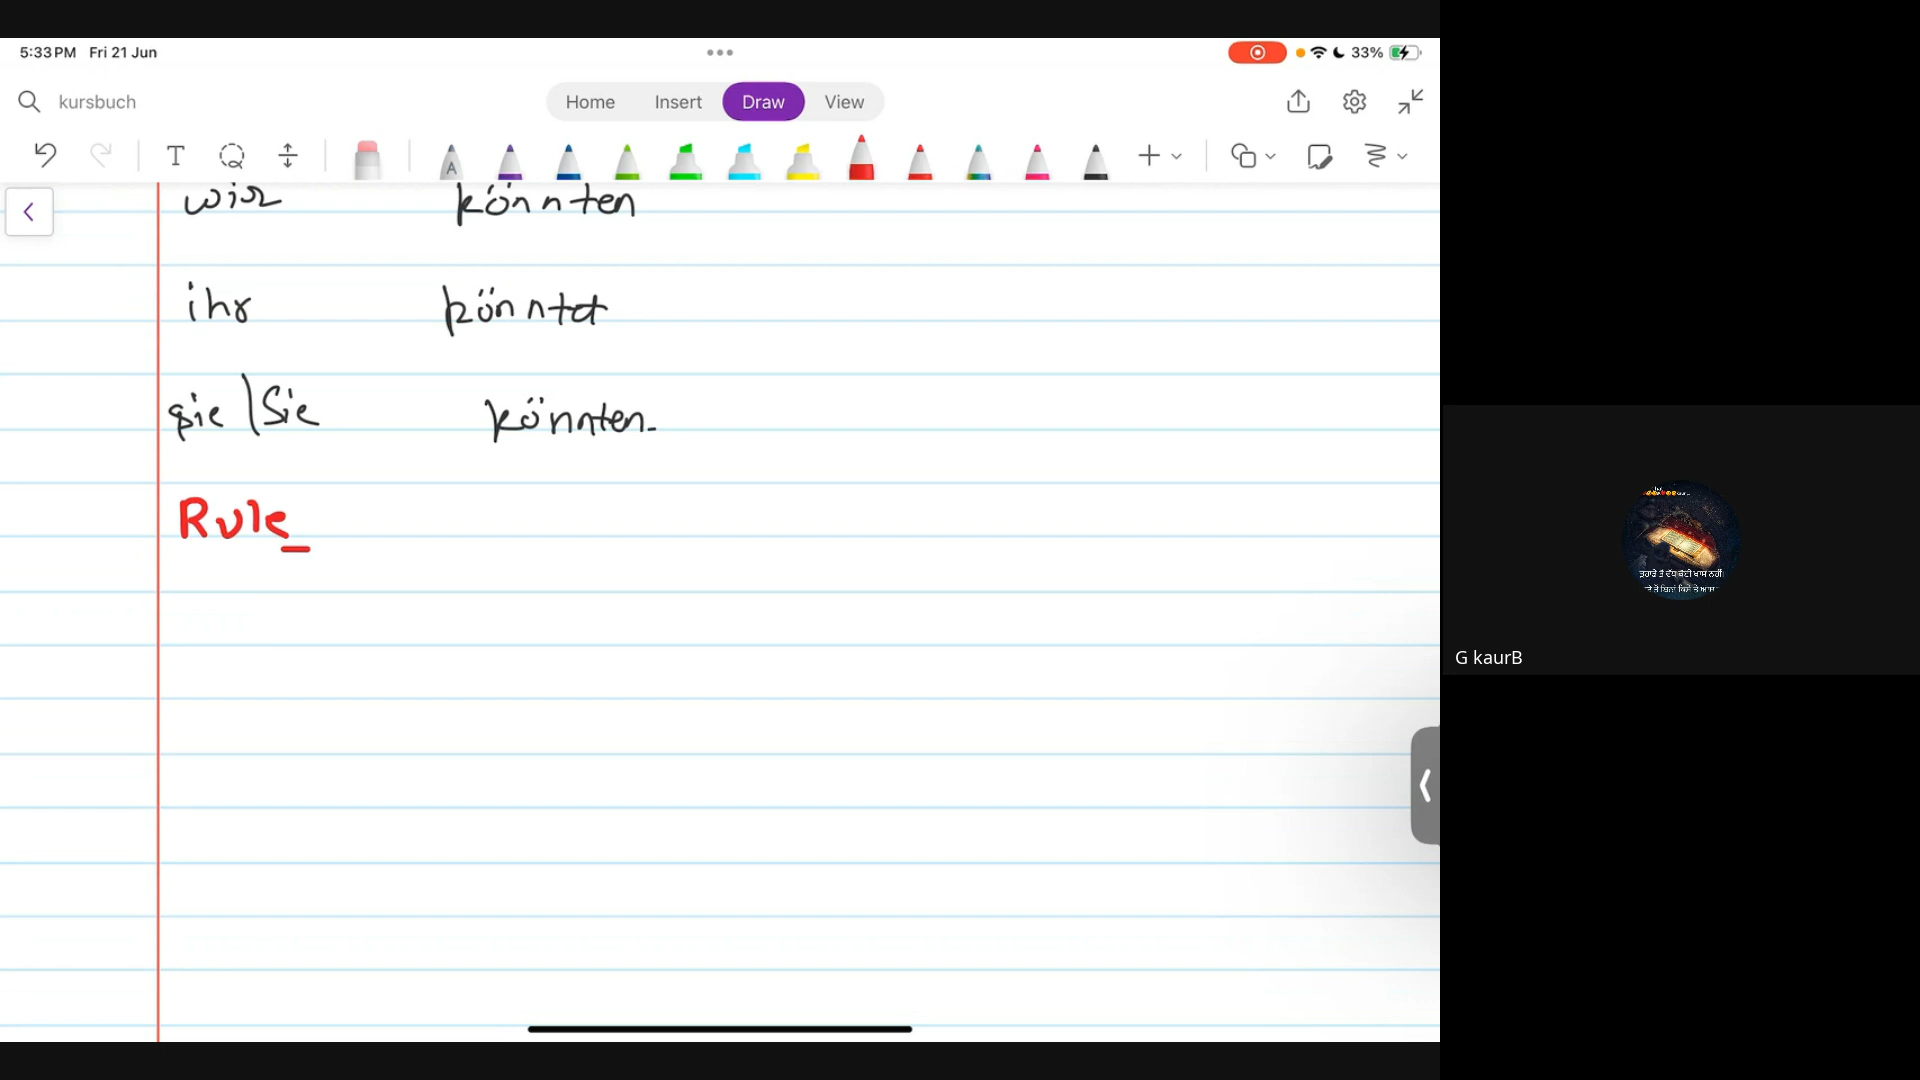 5:33 PM Fri 21 Jun
33%
kursbuch
Home Insert Draw View
T
A
wir könnten
ihr könntet
sie | Sie könnten.
Rule
ਤੁਹਾਡੇ ਤੋਂ ਵੱਧ
G kaurB